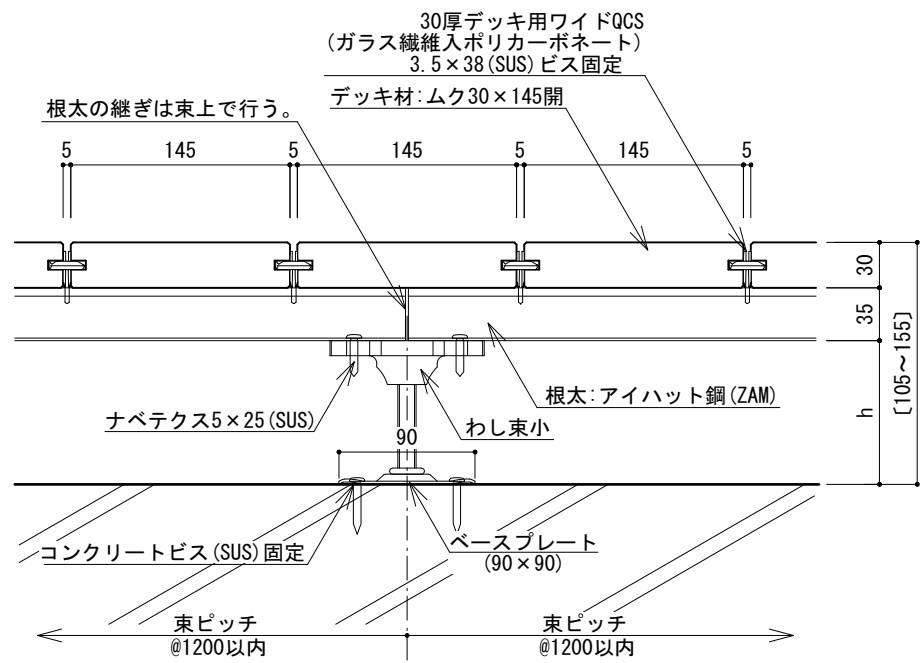 30厚デッキ用ワイドQCS
(ガラス繊維入ポリカーボネート)
3.5×38(SUS)ビス固定
デッキ材:ムク30×145開
根太の継ぎは束上で行う。
5
145
5
145
5
145
5
30
35
h
[105~155]
根太:アイハット鋼(ZAM)
ナベテクス5×25(SUS)
わし束小
90
コンクリートビス(SUS)固定
ベースプレート
(90×90)
束ピッチ
@1200以内
束ピッチ
@1200以内